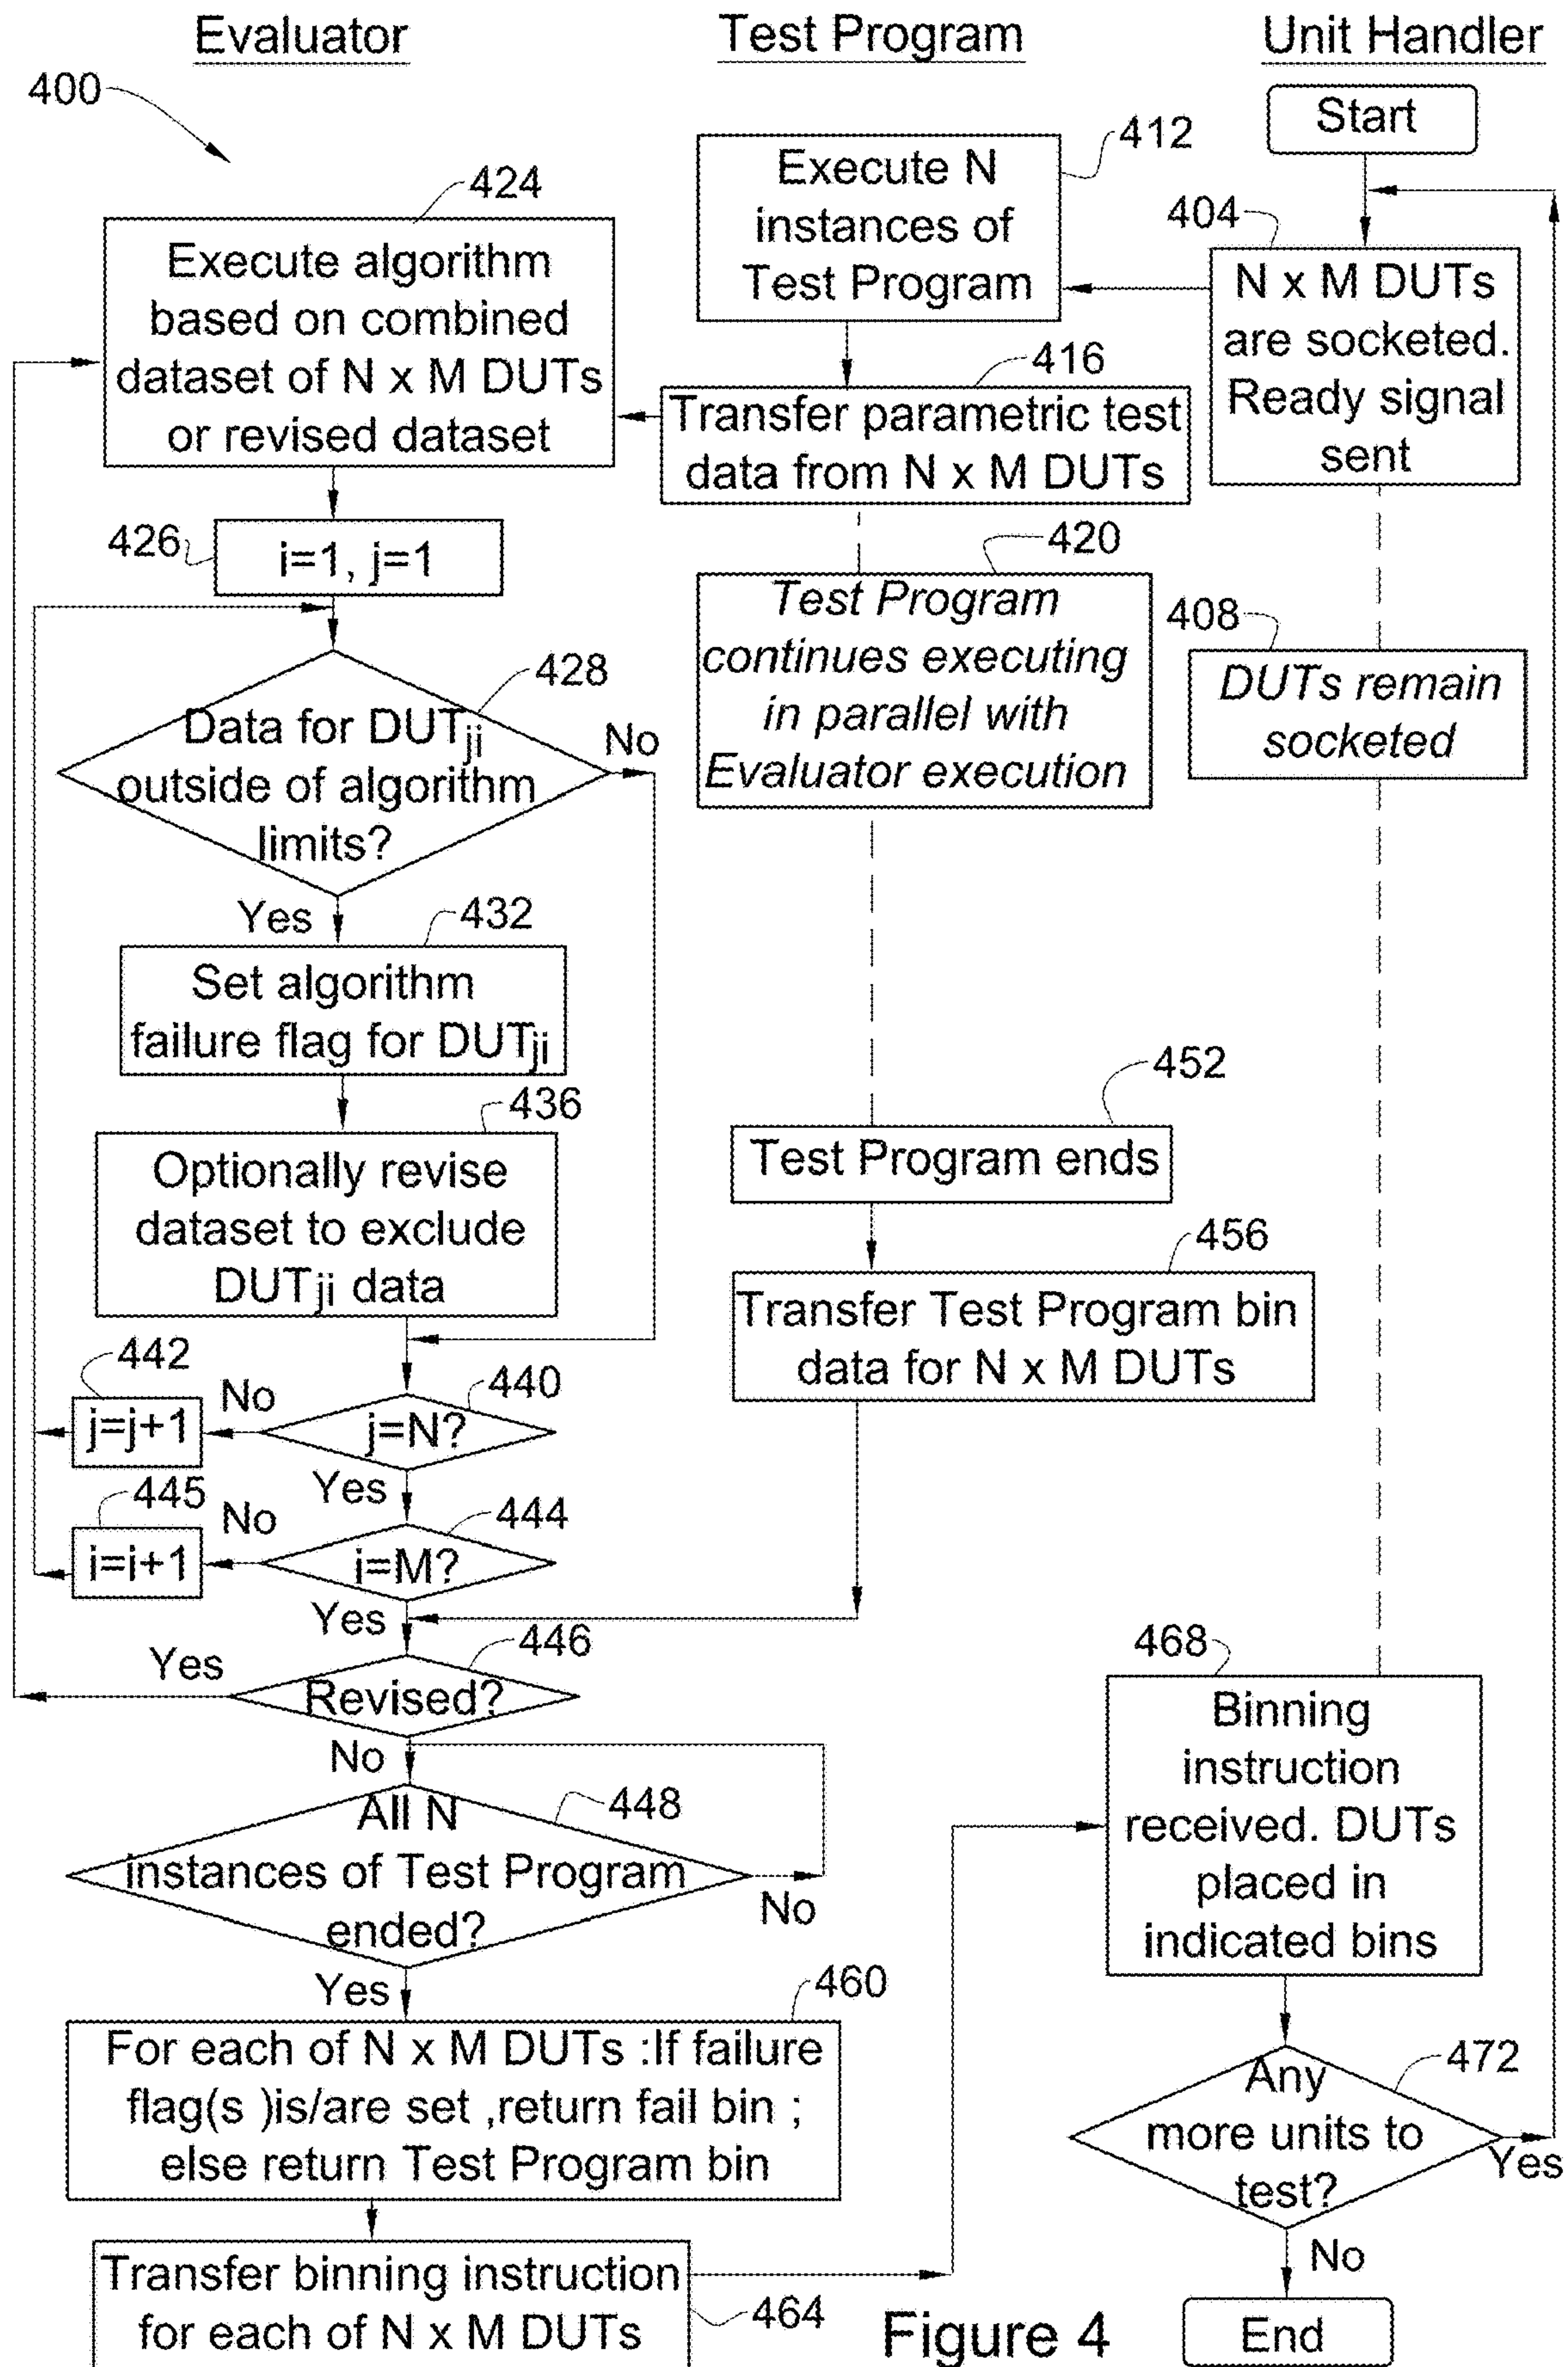 Evaluator
Test Program
Unit Handler
400
Start
412
Execute N
instances of
Test Program
404
N x M DUTs
are socketed.
Ready signal
sent
424
Execute algorithm
based on combined
dataset of N x M DUTs
or revised dataset
416
Transfer parametric test
data from N x M DUTs
426
i=1, j=1
420
Test Program
continues executing
in parallel with
Evaluator execution
408
DUTs remain
socketed
428
Data for DUTji
outside of algorithm
limits?
No
Yes
432
Set algorithm
failure flag for DUTji
436
Optionally revise
dataset to exclude
DUTji data
452
Test Program ends
456
Transfer Test Program bin
data for N x M DUTs
442
j=j+1
No
440
j=N?
Yes
445
i=i+1
No
444
i=M?
Yes
446
Revised?
Yes
No
448
All N
instances of Test Program
ended?
No
Yes
460
For each of N x M DUTs :If failure
flag(s )is/are set ,return fail bin ;
else return Test Program bin
Transfer binning instruction
for each of N x M DUTs
464
468
Binning
instruction
received. DUTs
placed in
indicated bins
472
Any
more units to
test?
Yes
No
End
Figure 4